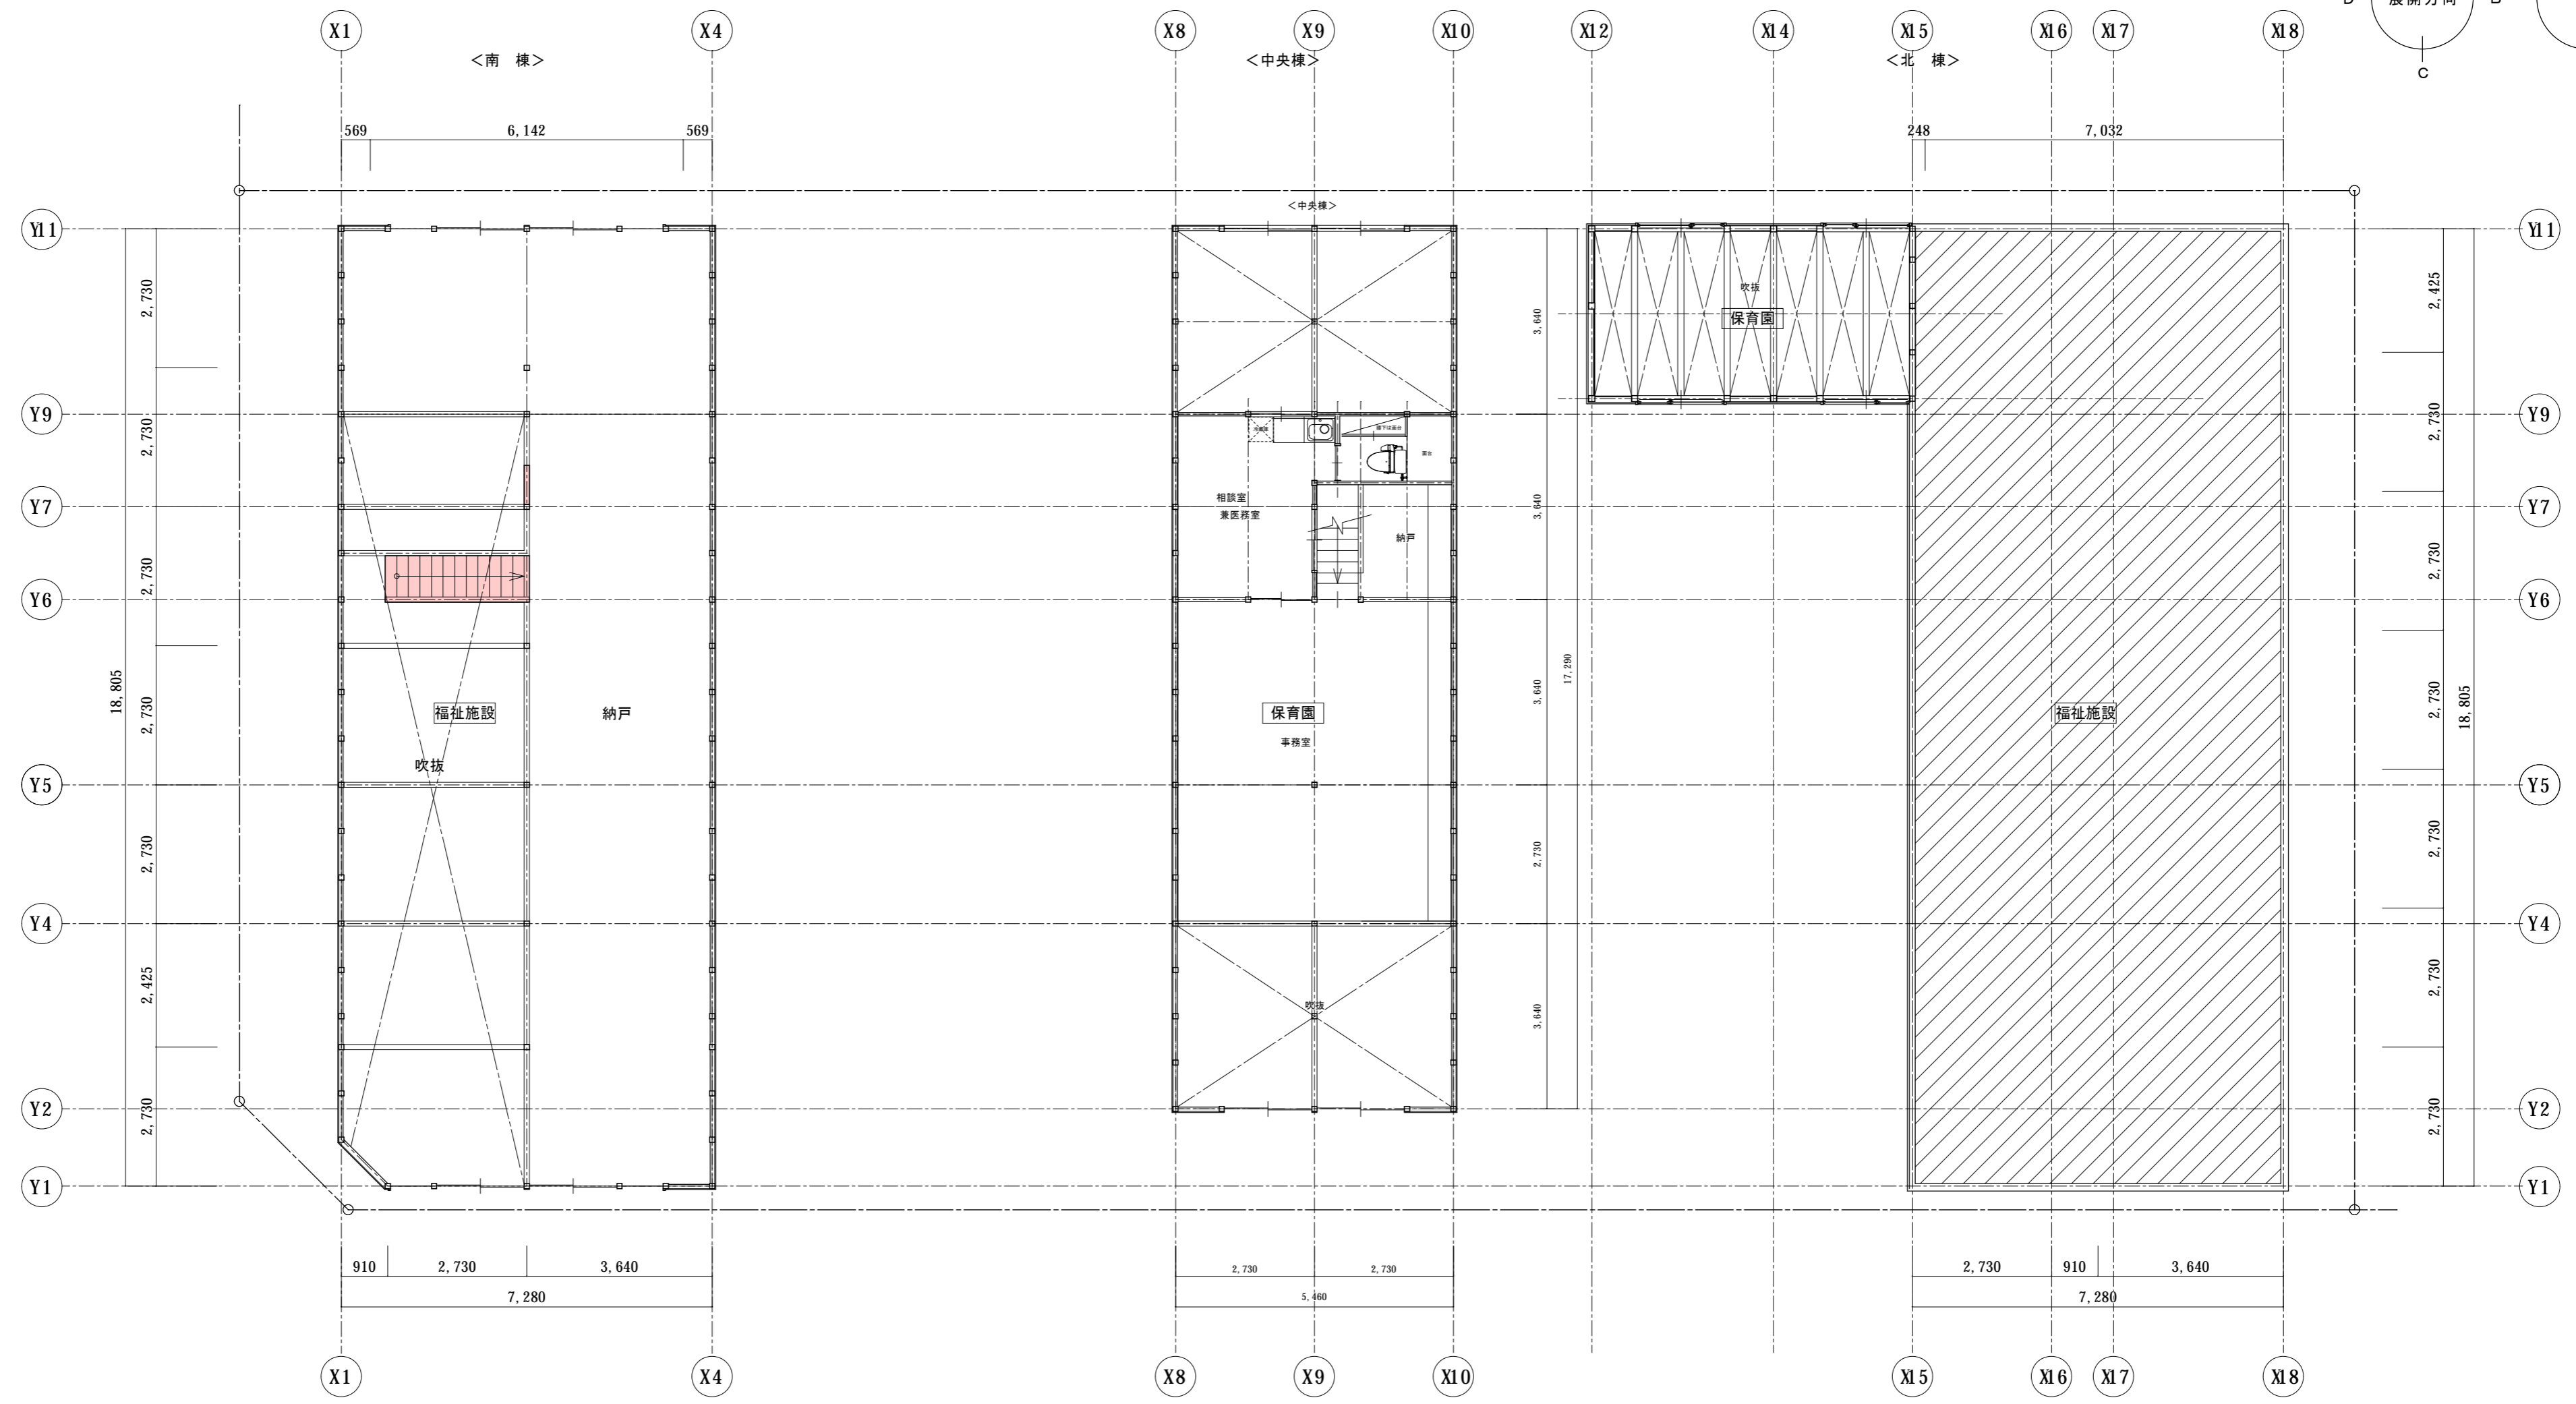 D 展開方向 B
C
X1 X4 X8 X9 X10 X12 X14 X15 X16 X17 X18
＜南　棟＞ ＜中央棟＞ ＜北　棟＞
569 6,142 569 248 7,032
＜中央棟＞
Y11 Y11
2,730 3,640 吹抜 2,425
保育園
Y9 Y9
2,730 冷蔵庫 2,730
相談室
兼医務室
3,640
Y7 Y7
納戸
2,730 2,730
Y6 Y6
18,805 2,730 福祉施設 納戸 保育園 3,640 17,290 福祉施設 2,730 18,805
事務室
吹抜
Y5 Y5
2,730 2,730 2,730
Y4 Y4
2,425 吹抜 3,640 2,730
Y2 Y2
2,730 2,730
Y1 Y1
910 2,730 3,640 2,730 2,730 2,730 910 3,640
7,280 5,460 7,280
X1 X4 X8 X9 X10 X15 X16 X17 X18